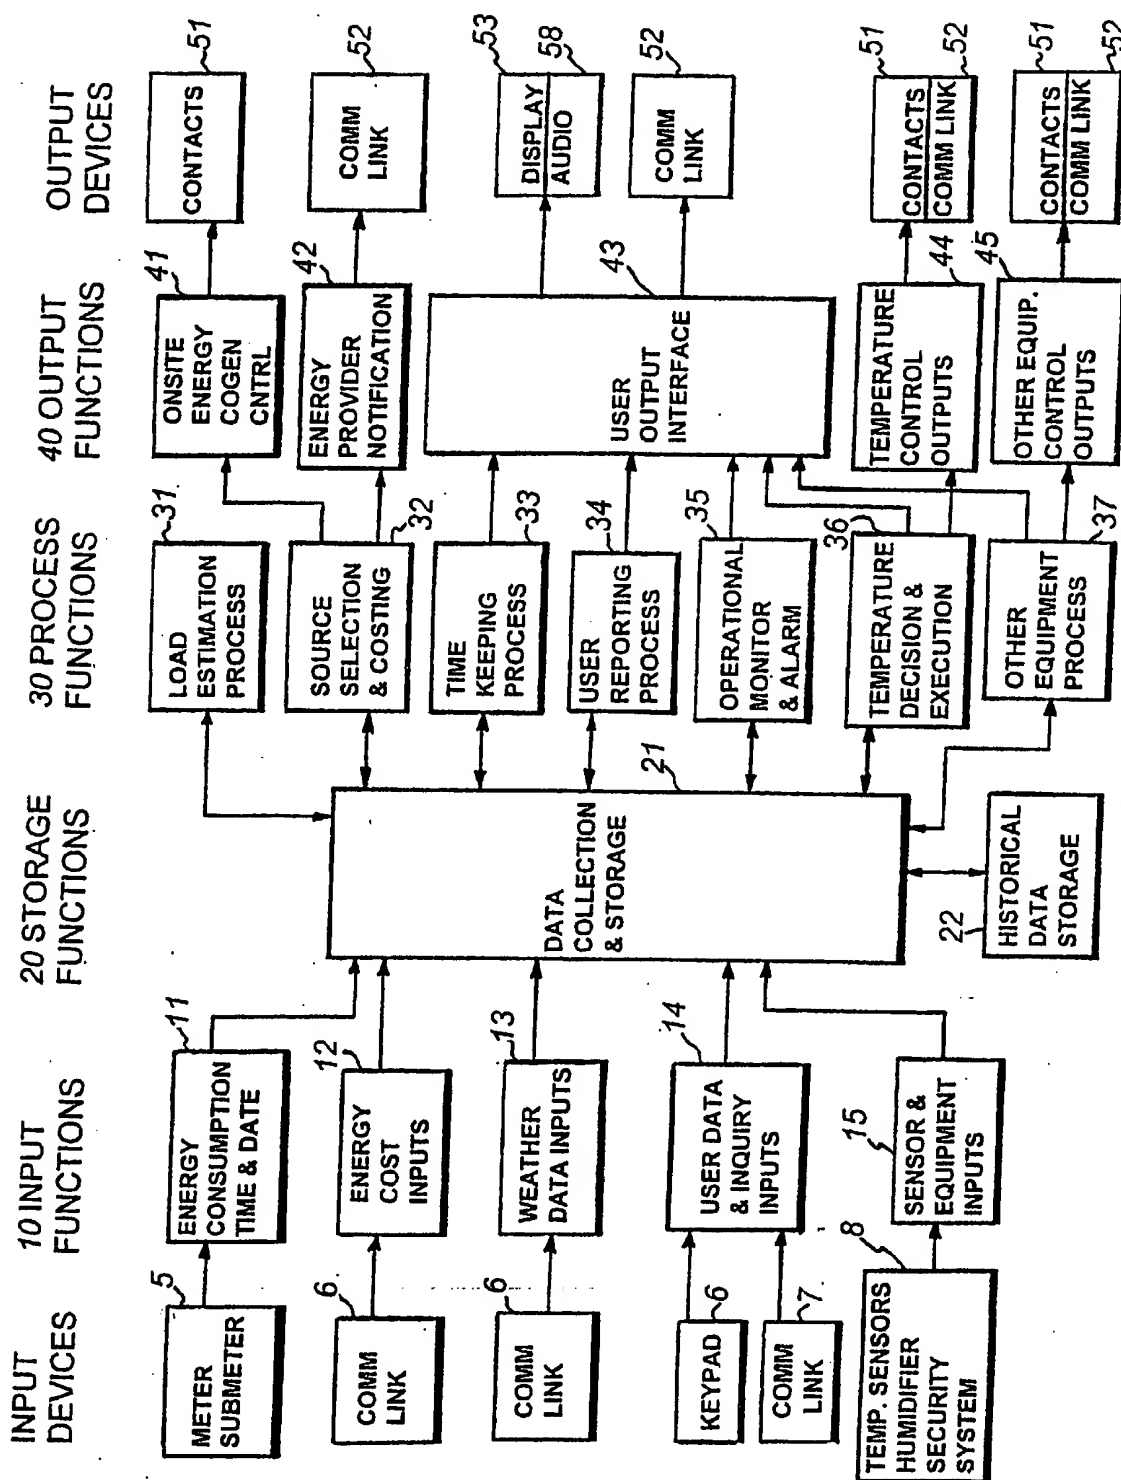 INPUT
DEVICES
10 INPUT
FUNCTIONS
20 STORAGE
FUNCTIONS
30 PROCESS
FUNCTIONS
40 OUTPUT
FUNCTIONS
OUTPUT
DEVICES
5
METER
SUBMETER
6
COMM
LINK
6
COMM
LINK
KEYPAD
6
COMM
LINK
7
8
TEMP. SENSORS
HUMIDIFIER
SECURITY
SYSTEM
11
ENERGY
CONSUMPTION
TIME & DATE
12
ENERGY
COST
INPUTS
13
WEATHER
DATA INPUTS
14
USER DATA
& INQUIRY
INPUTS
15
SENSOR &
EQUIPMENT
INPUTS
21
DATA
COLLECTION
& STORAGE
22
HISTORICAL
DATA
STORAGE
31
LOAD
ESTIMATION
PROCESS
SOURCE
SELECTION
& COSTING
32
TIME
KEEPING
PROCESS
33
USER
REPORTING
PROCESS
34
OPERATIONAL
MONITOR
& ALARM
35
36
TEMPERATURE
DECISION &
EXECUTION
OTHER
EQUIPMENT
PROCESS
37
41
ONSITE
ENERGY
COGEN
CNTRL
42
ENERGY
PROVIDER
NOTIFICATION
43
USER
OUTPUT
INTERFACE
TEMPERATURE
CONTROL
OUTPUTS
44
45
OTHER EQUIP.
CONTROL
OUTPUTS
CONTACTS
51
COMM
LINK
52
53
DISPLAY
AUDIO
58
COMM
LINK
52
51
CONTACTS
COMM LINK
52
51
CONTACTS
COMM LINK
52